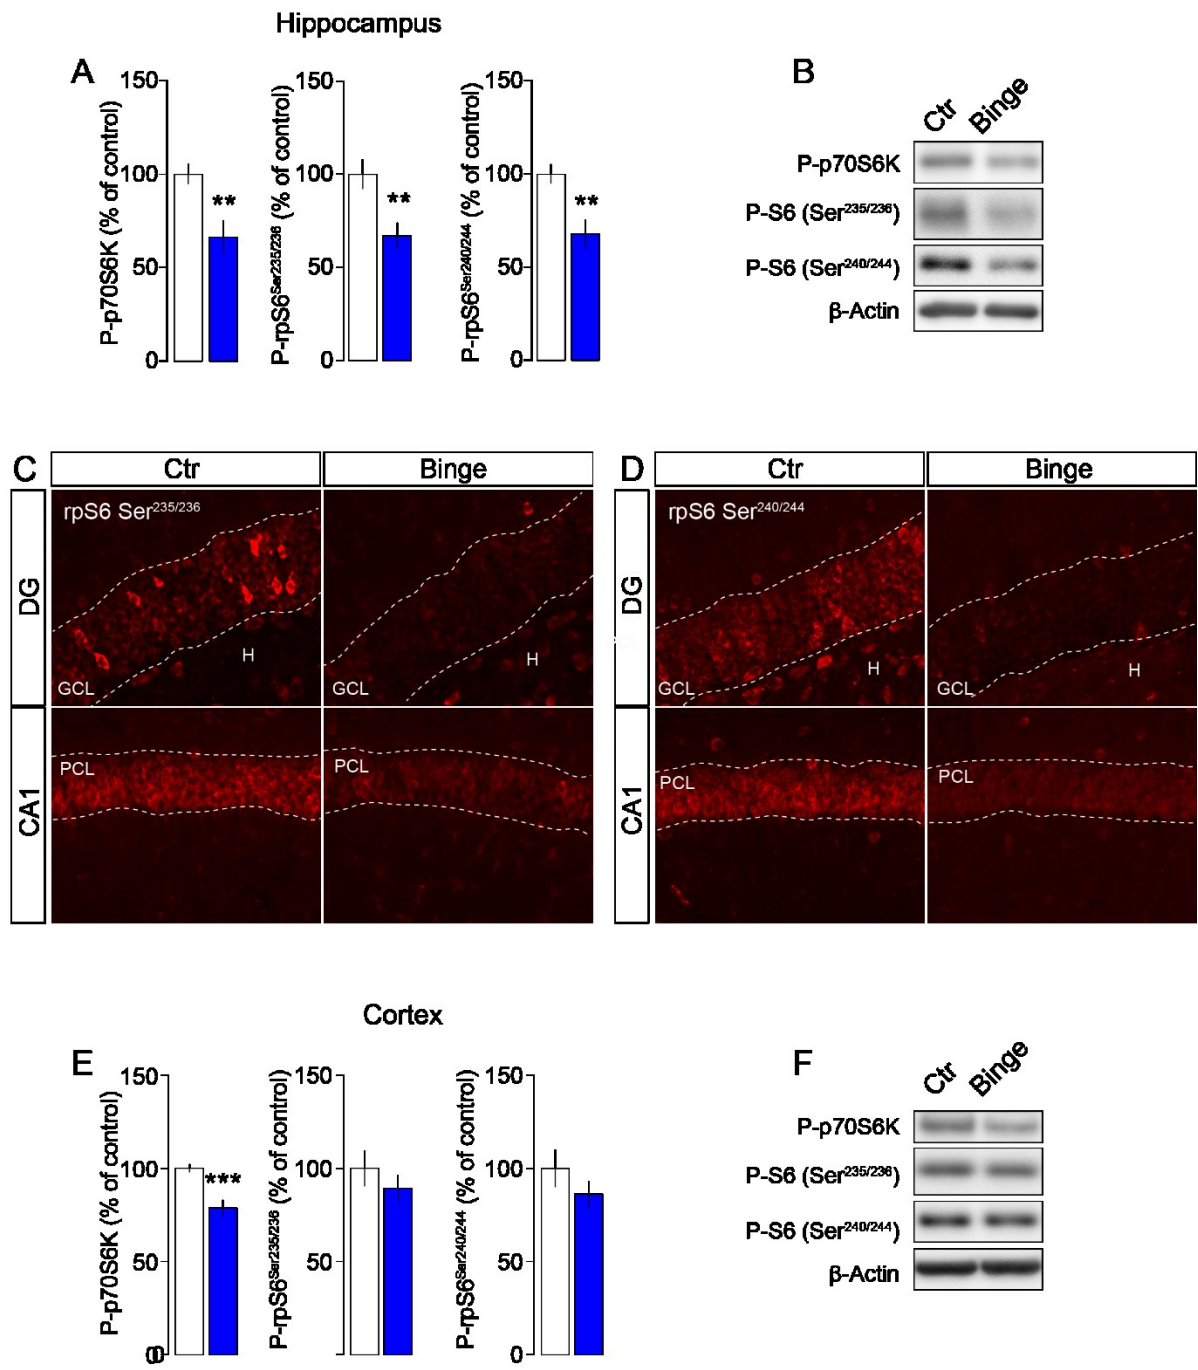 Hippocampus
A
P-p70S6K (% of control)
150
100
50
0
**
P-rpS6Ser235/236 (% of control)
150
100
50
0
**
P-rpS6Ser240/244 (% of control)
150
100
50
0
**
B
Ctr Binge
P-p70S6K
P-S6 (Ser235/236)
P-S6 (Ser240/244)
β-Actin
C
Ctr Binge
DG
rpS6 Ser235/236
H
GCL
H
GCL
CA1
PCL
PCL
D
Ctr Binge
DG
rpS6 Ser240/244
H
GCL
H
GCL
CA1
PCL
PCL
Cortex
E
P-p70S6K (% of control)
150
100
50
0
***
P-rpS6Ser235/236 (% of control)
150
100
50
0
P-rpS6Ser240/244 (% of control)
150
100
50
0
F
Ctr Binge
P-p70S6K
P-S6 (Ser235/236)
P-S6 (Ser240/244)
β-Actin